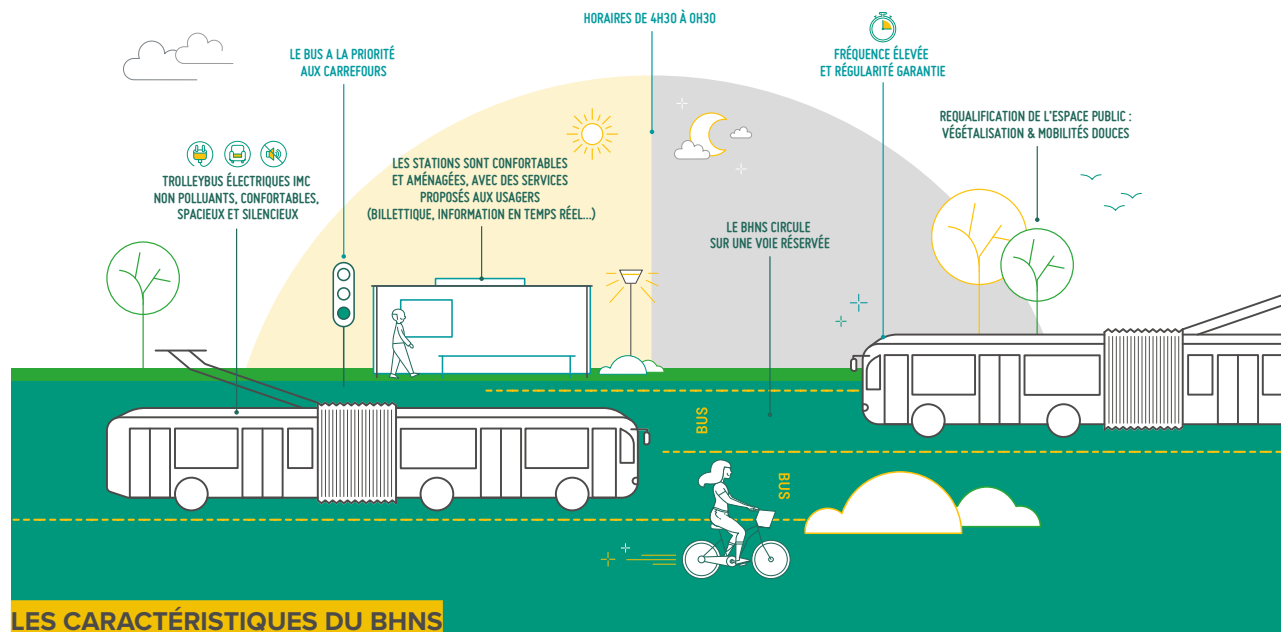 HORAIRES DE 4H30 À 0H30
LE BUS A LA PRIORITÉ
AUX CARREFOURS
FRÉQUENCE ÉLEVÉE
ET RÉGULARITÉ GARANTIE
REQUALIFICATION DE L'ESPACE PUBLIC :
VÉGÉTALISATION & MOBILITÉS DOUCES
TROLLEYBUS ÉLECTRIQUES IMC
NON POLLUANTS, CONFORTABLES,
SPACIEUX ET SILENCIEUX
LES STATIONS SONT CONFORTABLES
ET AMÉNAGÉES, AVEC DES SERVICES
PROPOSÉS AUX USAGERS
(BILLETTIQUE, INFORMATION EN TEMPS RÉEL...)
LE BHNS CIRCULE
SUR UNE VOIE RÉSERVÉE
BUS
BUS
LES CARACTÉRISTIQUES DU BHNS